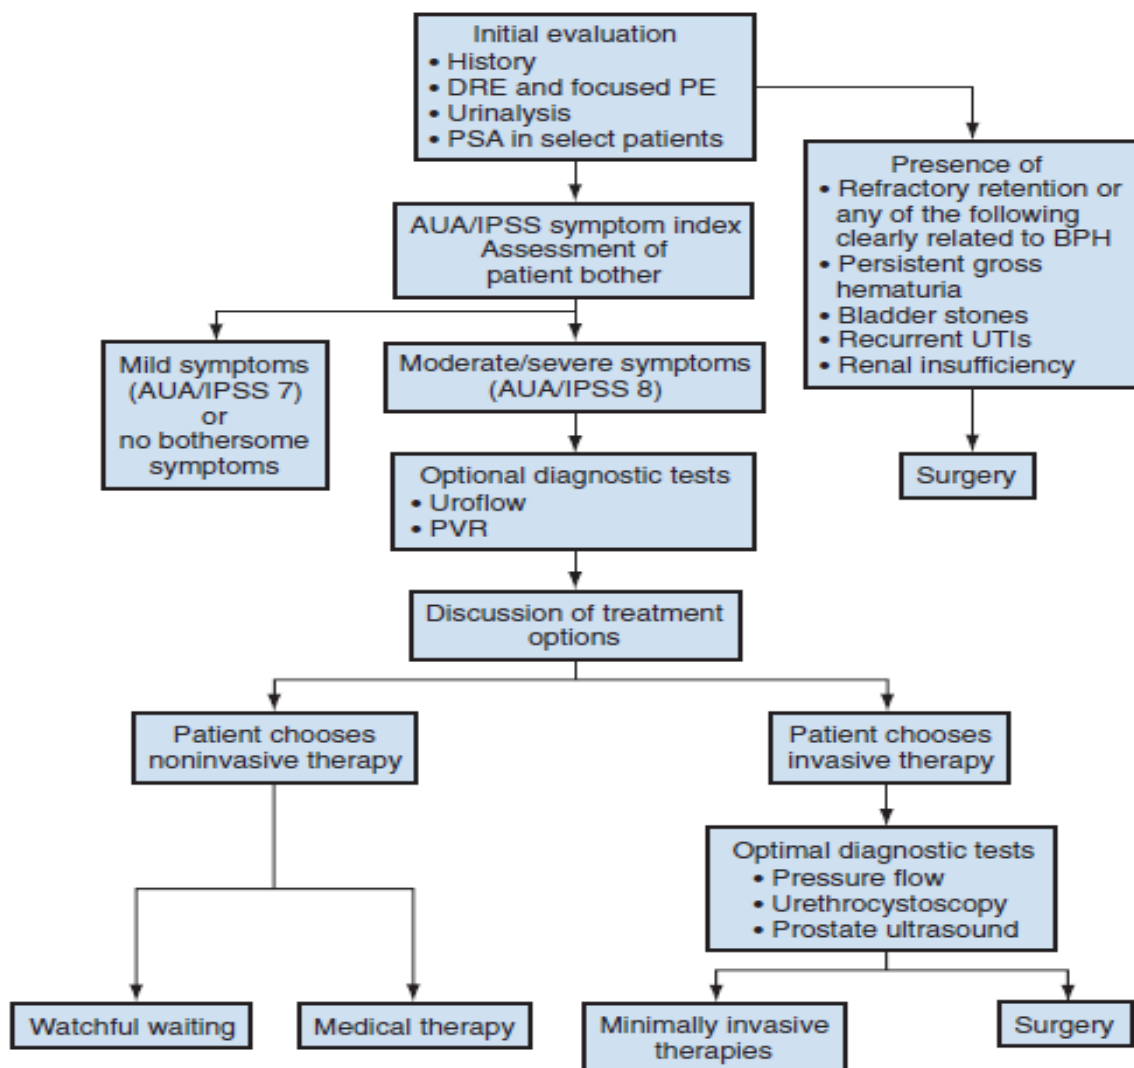 Initial evaluation
• History
• DRE and focused PE
• Urinalysis
• PSA in select patients
Presence of
• Refractory retention or
any of the following
clearly related to BPH
• Persistent gross
hematuria
• Bladder stones
• Recurrent UTIs
• Renal insufficiency
AUA/IPSS symptom index
Assessment of
patient bother
Mild symptoms
(AUA/IPSS 7)
or
no bothersome
symptoms
Moderate/severe symptoms
(AUA/IPSS 8)
Surgery
Optional diagnostic tests
• Uroflow
• PVR
Discussion of treatment
options
Patient chooses
noninvasive therapy
Patient chooses
invasive therapy
Optimal diagnostic tests
• Pressure flow
• Urethrocystoscopy
• Prostate ultrasound
Watchful waiting
Medical therapy
Minimally invasive
therapies
Surgery